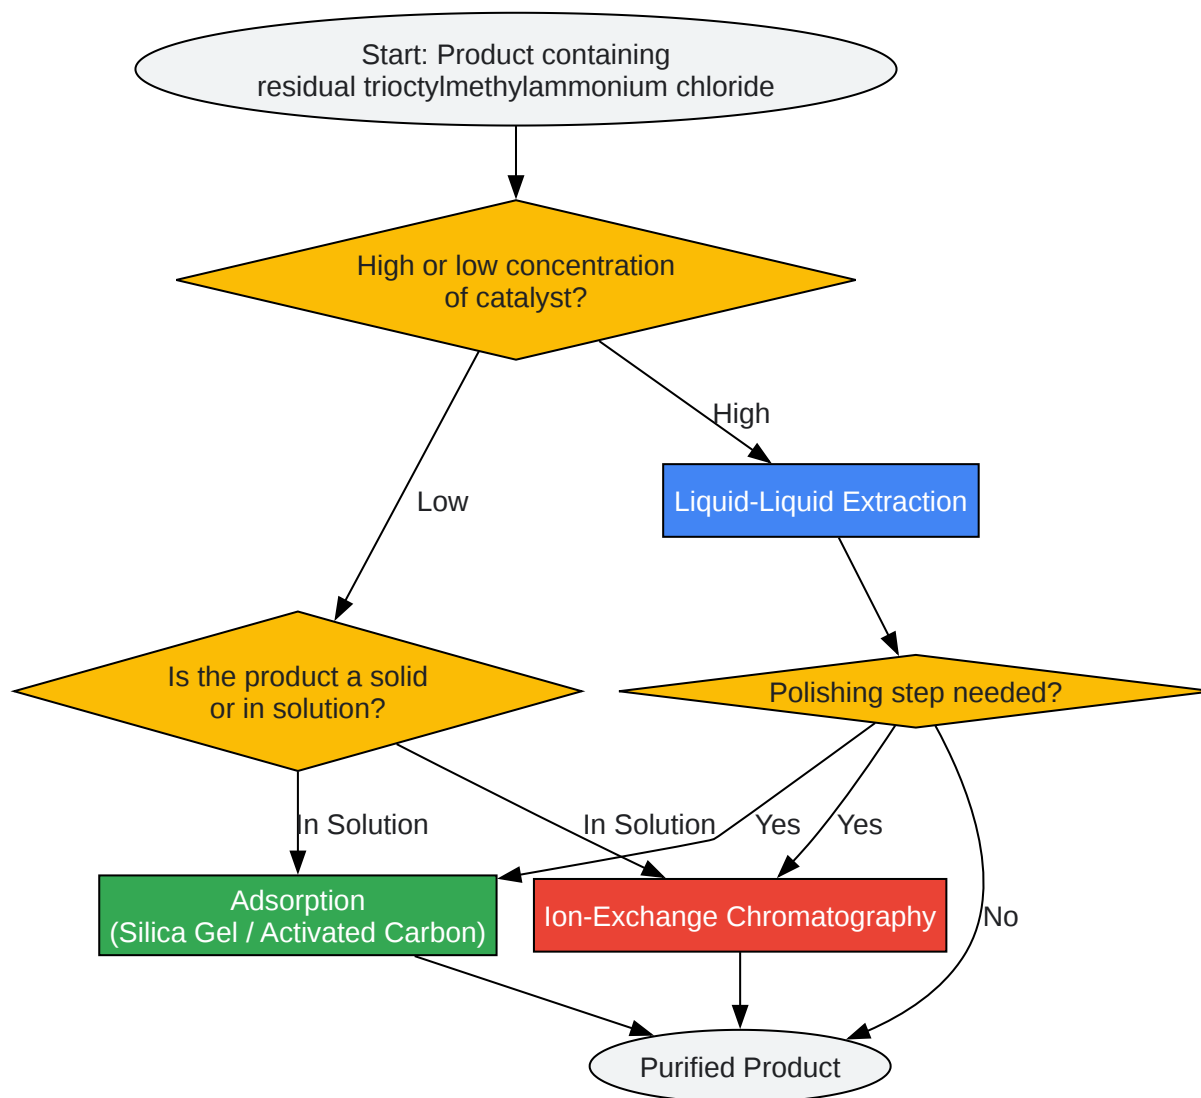 Start: Product containing
residual trioctylmethylammonium chloride
High or low concentration
of catalyst?
High
Low
Liquid-Liquid Extraction
Is the product a solid
or in solution?
Polishing step needed?
In Solution
In Solution
Yes
Yes
Adsorption
(Silica Gel / Activated Carbon)
Ion-Exchange Chromatography
No
Purified Product